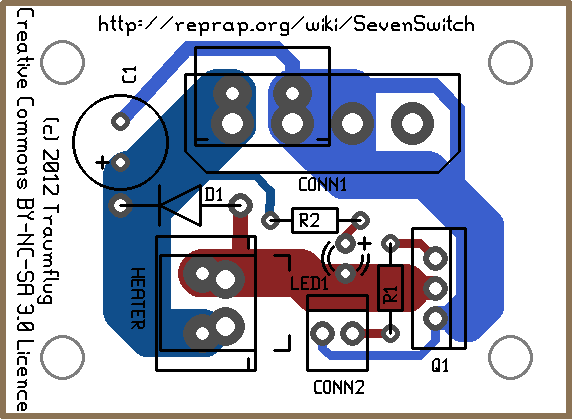 http://reprap.org/wiki/SevenSwitch
Creative Commons BY-NC-SA 3.0 Licence
(c) 2012 Traumflug
C1
+
CONN1
D1
R2
+
LED1
HEATER
R1
CONN2
Q1